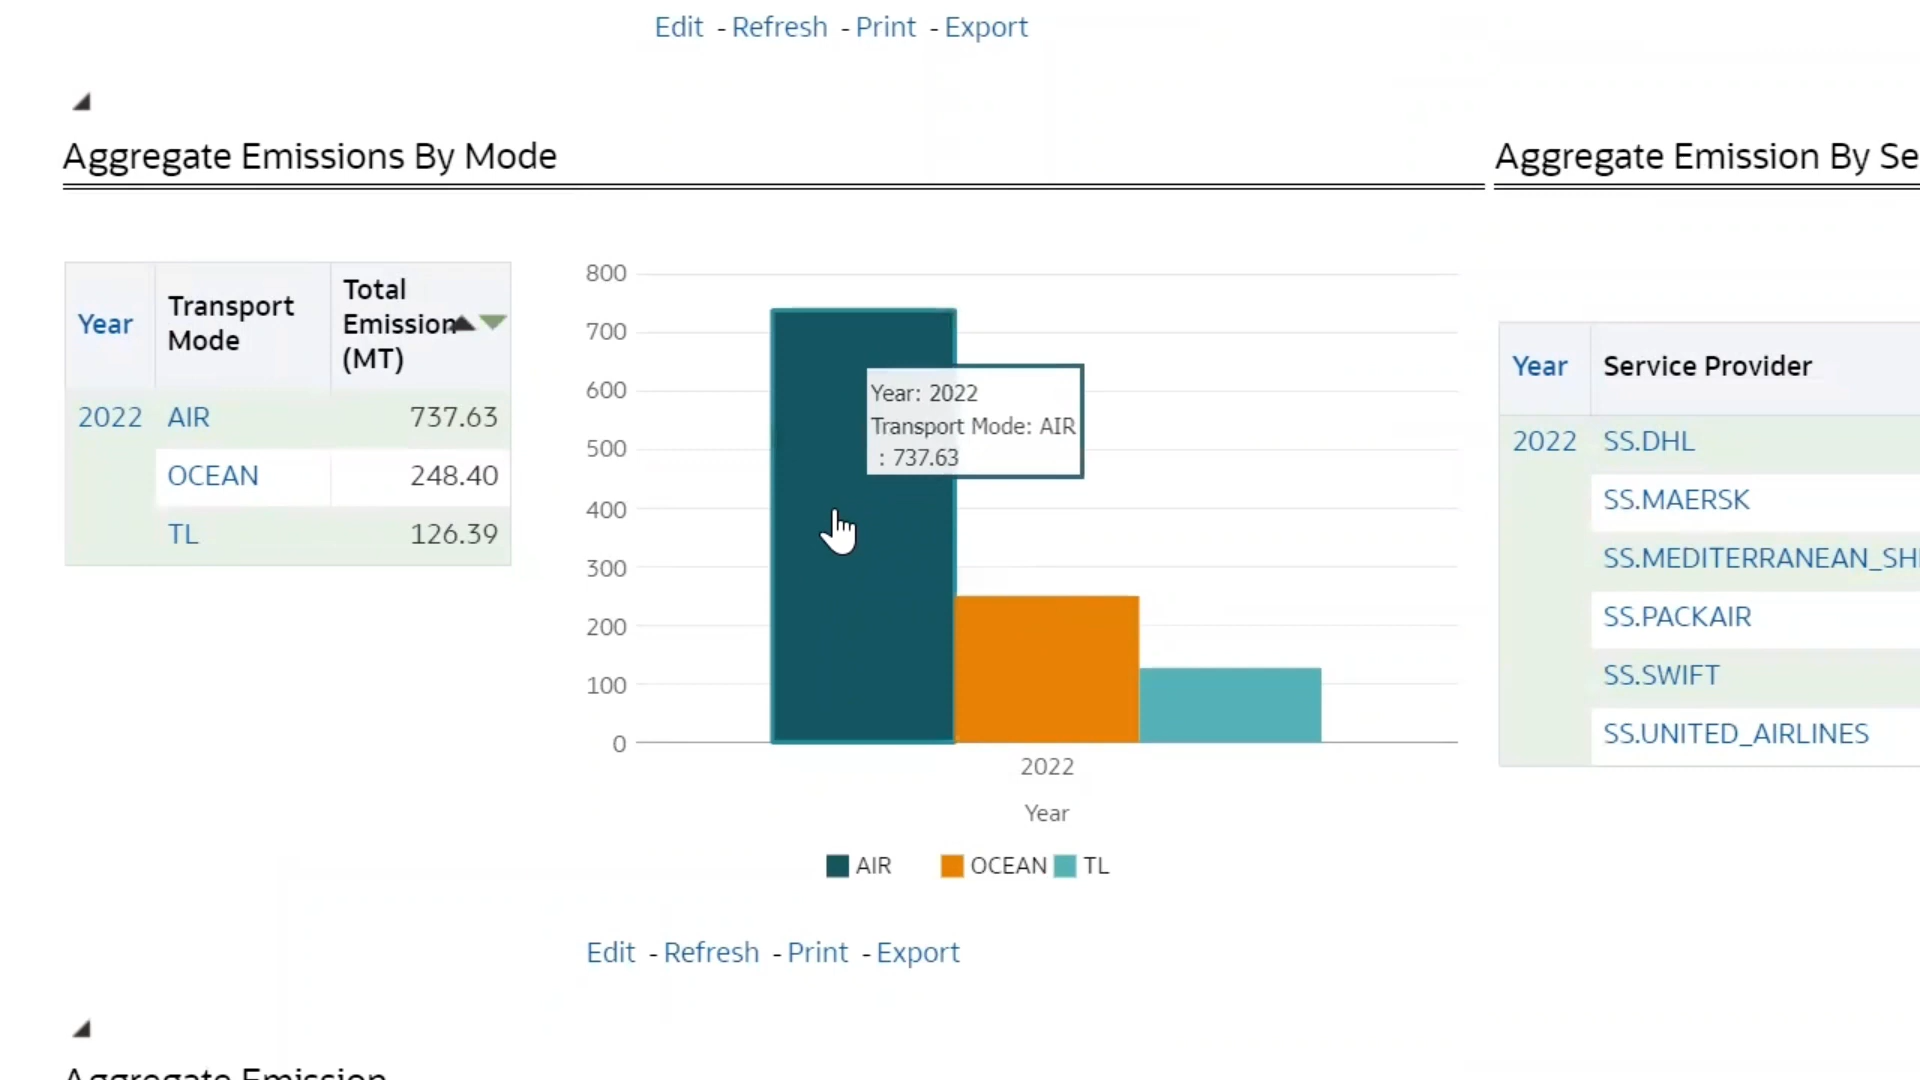 Edit - Refresh - Print - Export
Aggregate Emissions By Mode
Year
Transport Mode
Total Emission (MT)
2022 AIR 737.63
OCEAN 248.40
TL 126.39
800
700
600
500
400
300
200
100
0
Year: 2022
Transport Mode: AIR
: 737.63
2022
Year
AIR OCEAN TL
Edit - Refresh - Print - Export
Aggregate Emission By Se
Year Service Provider
2022 SS.DHL
SS.MAERSK
SS.MEDITERRANEAN_SH
SS.PACKAIR
SS.SWIFT
SS.UNITED_AIRLINES
Aggregate Emission